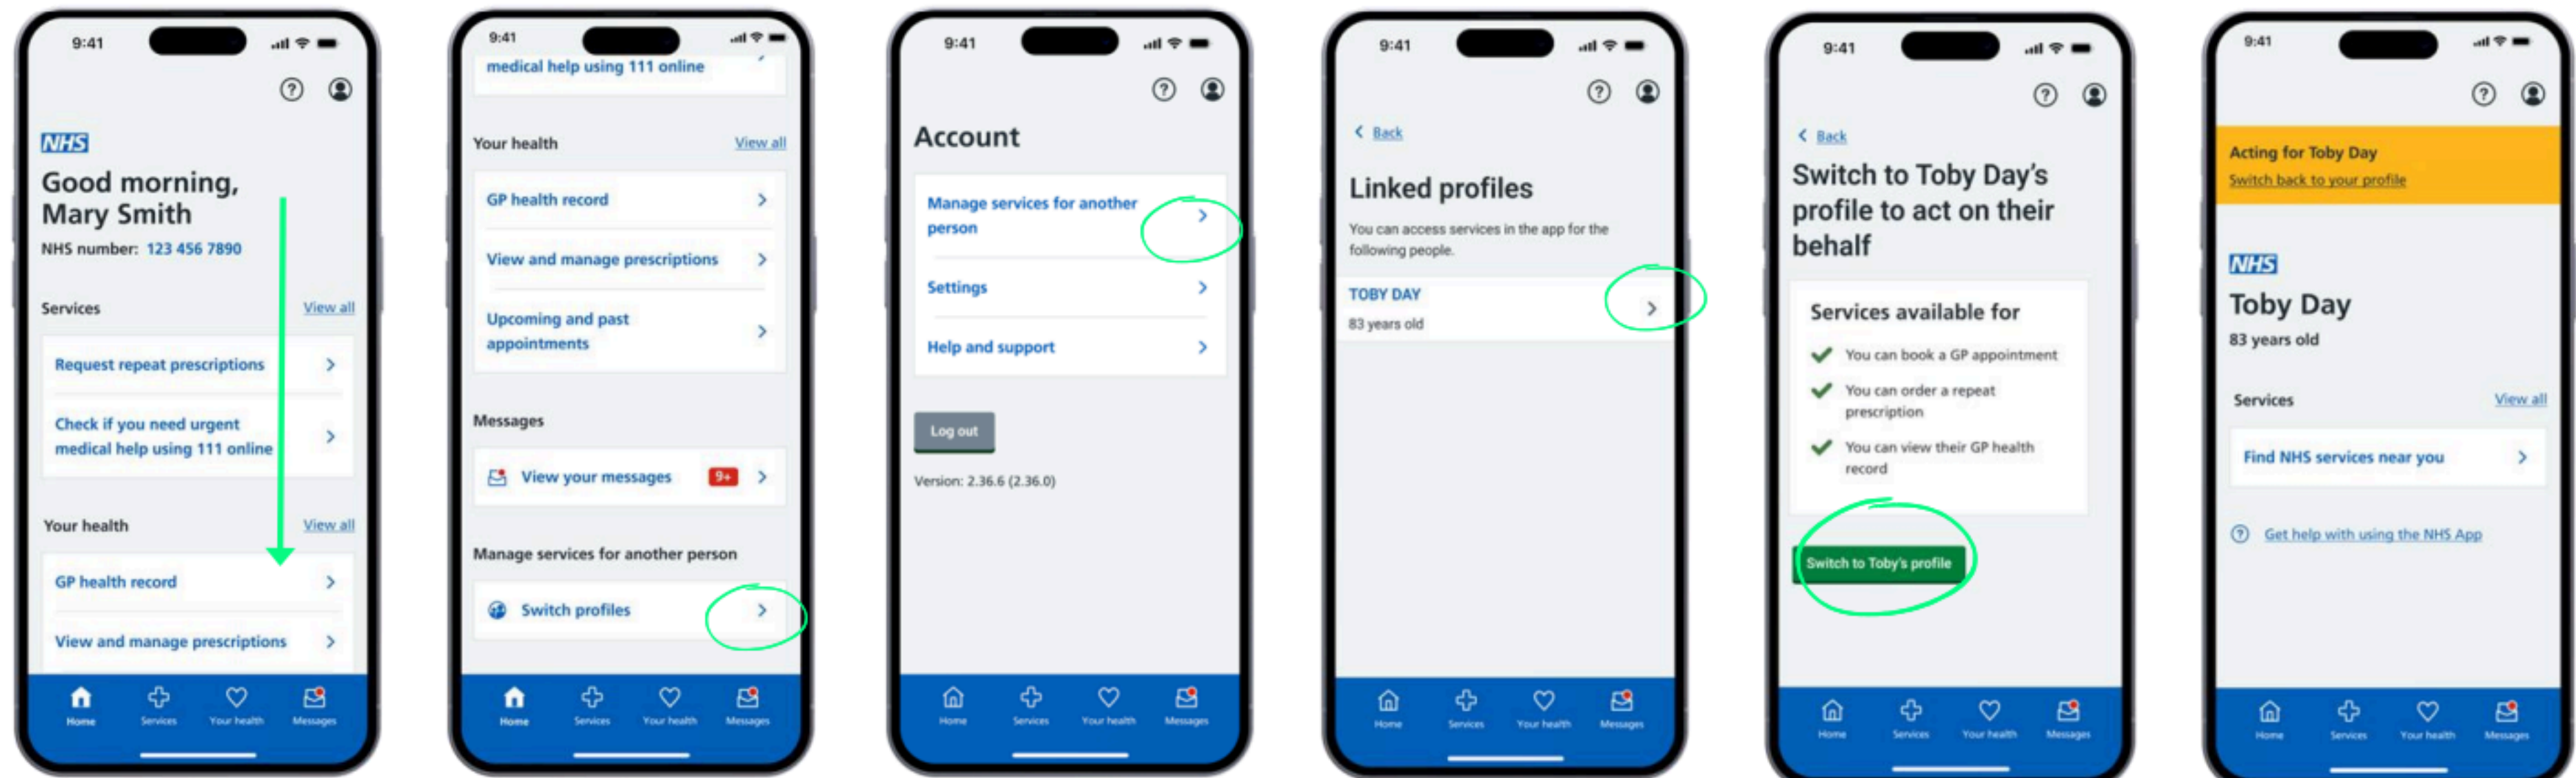 9:41
NHS
Good morning,
Mary Smith
NHS number: 123 456 7890
Services View all
Request repeat prescriptions
Check if you need urgent
medical help using 111 online
Your health View all
GP health record
View and manage prescriptions
Home Services Your health Messages
9:41
medical help using 111 online
Your health View all
GP health record
View and manage prescriptions
Upcoming and past
appointments
Messages
View your messages 9+
Manage services for another person
Switch profiles
Home Services Your health Messages
9:41
Account
Manage services for another
person
Settings
Help and support
Log out
Version: 2.36.6 (2.36.0)
Home Services Your health Messages
9:41
Back
Linked profiles
You can access services in the app for the
following people.
TOBY DAY
83 years old
Home Services Your health Messages
9:41
Back
Switch to Toby Day's
profile to act on their
behalf
Services available for
You can book a GP appointment
You can order a repeat
prescription
You can view their GP health
record
Switch to Toby's profile
Home Services Your health Messages
9:41
Acting for Toby Day
Switch back to your profile
NHS
Toby Day
83 years old
Services View all
Find NHS services near you
Get help with using the NHS App
Home Services Your health Messages